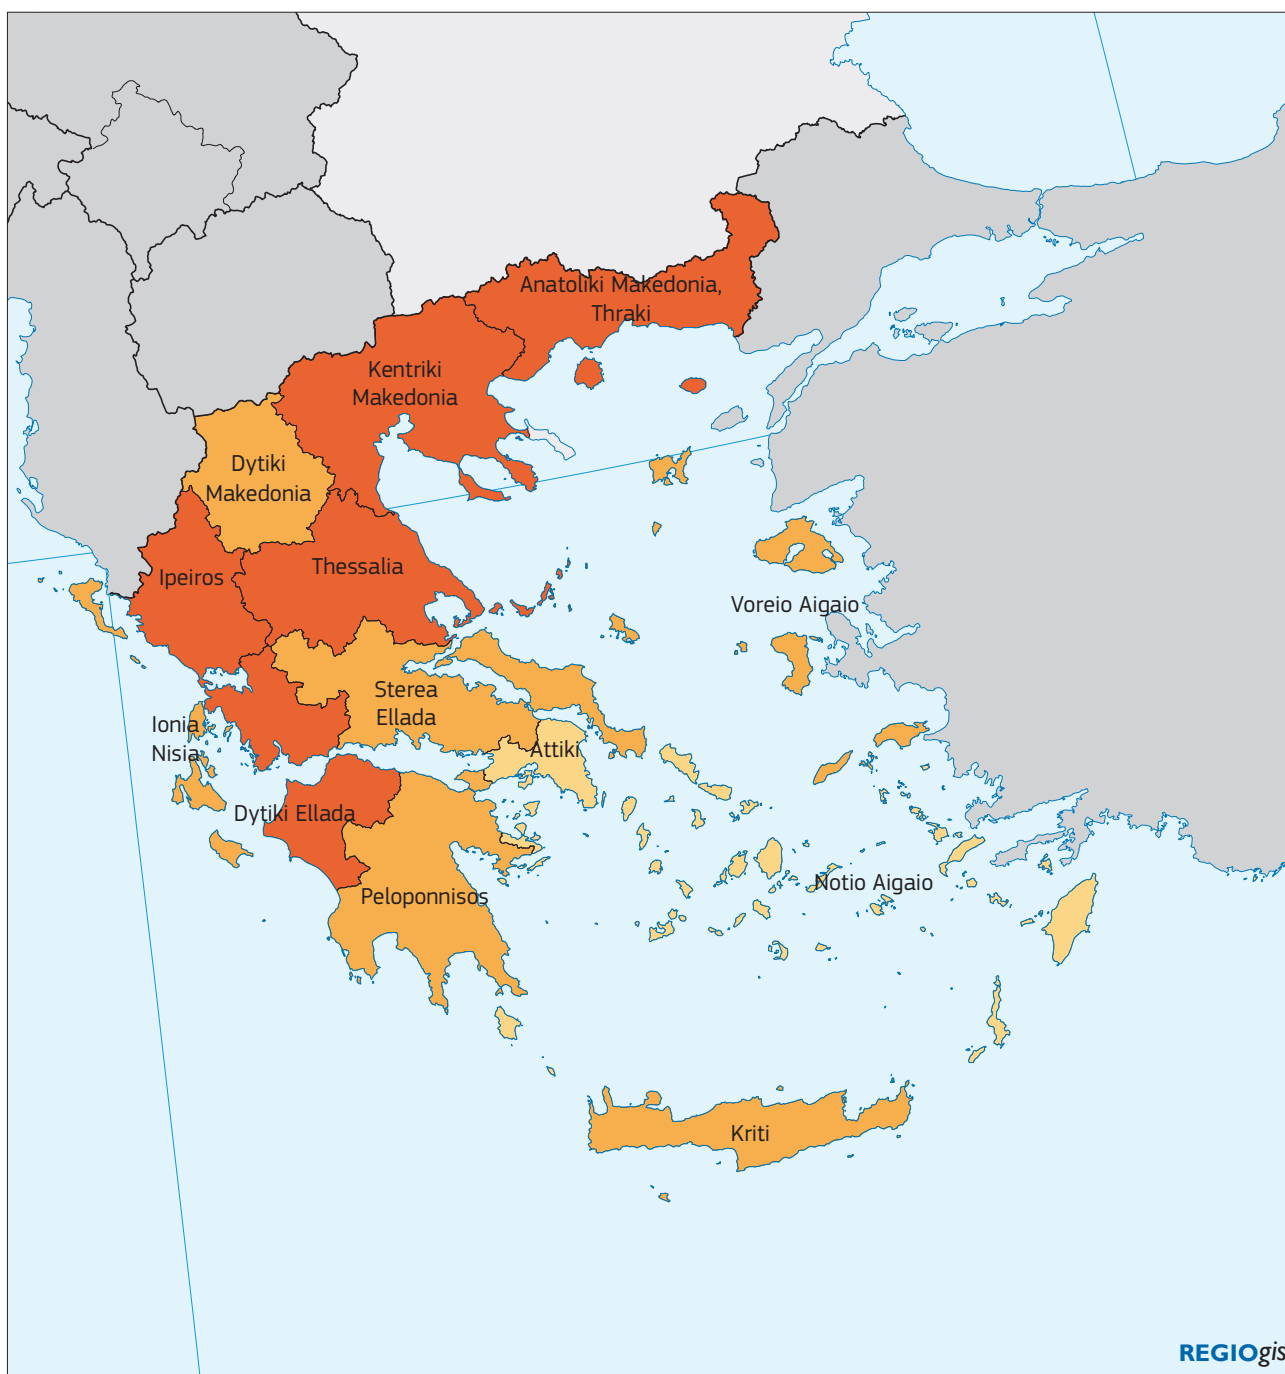 Anatoliki Makedonia,
Thraki
Kentriki
Makedonia
Dytiki
Makedonia
Ipeiros
Thessalia
Voreio Aigaio
Sterea
Ellada
Ionia
Nisia
Attiki
Dytiki Ellada
Notio Aigaio
Peloponnisos
Kriti
REGIOgis